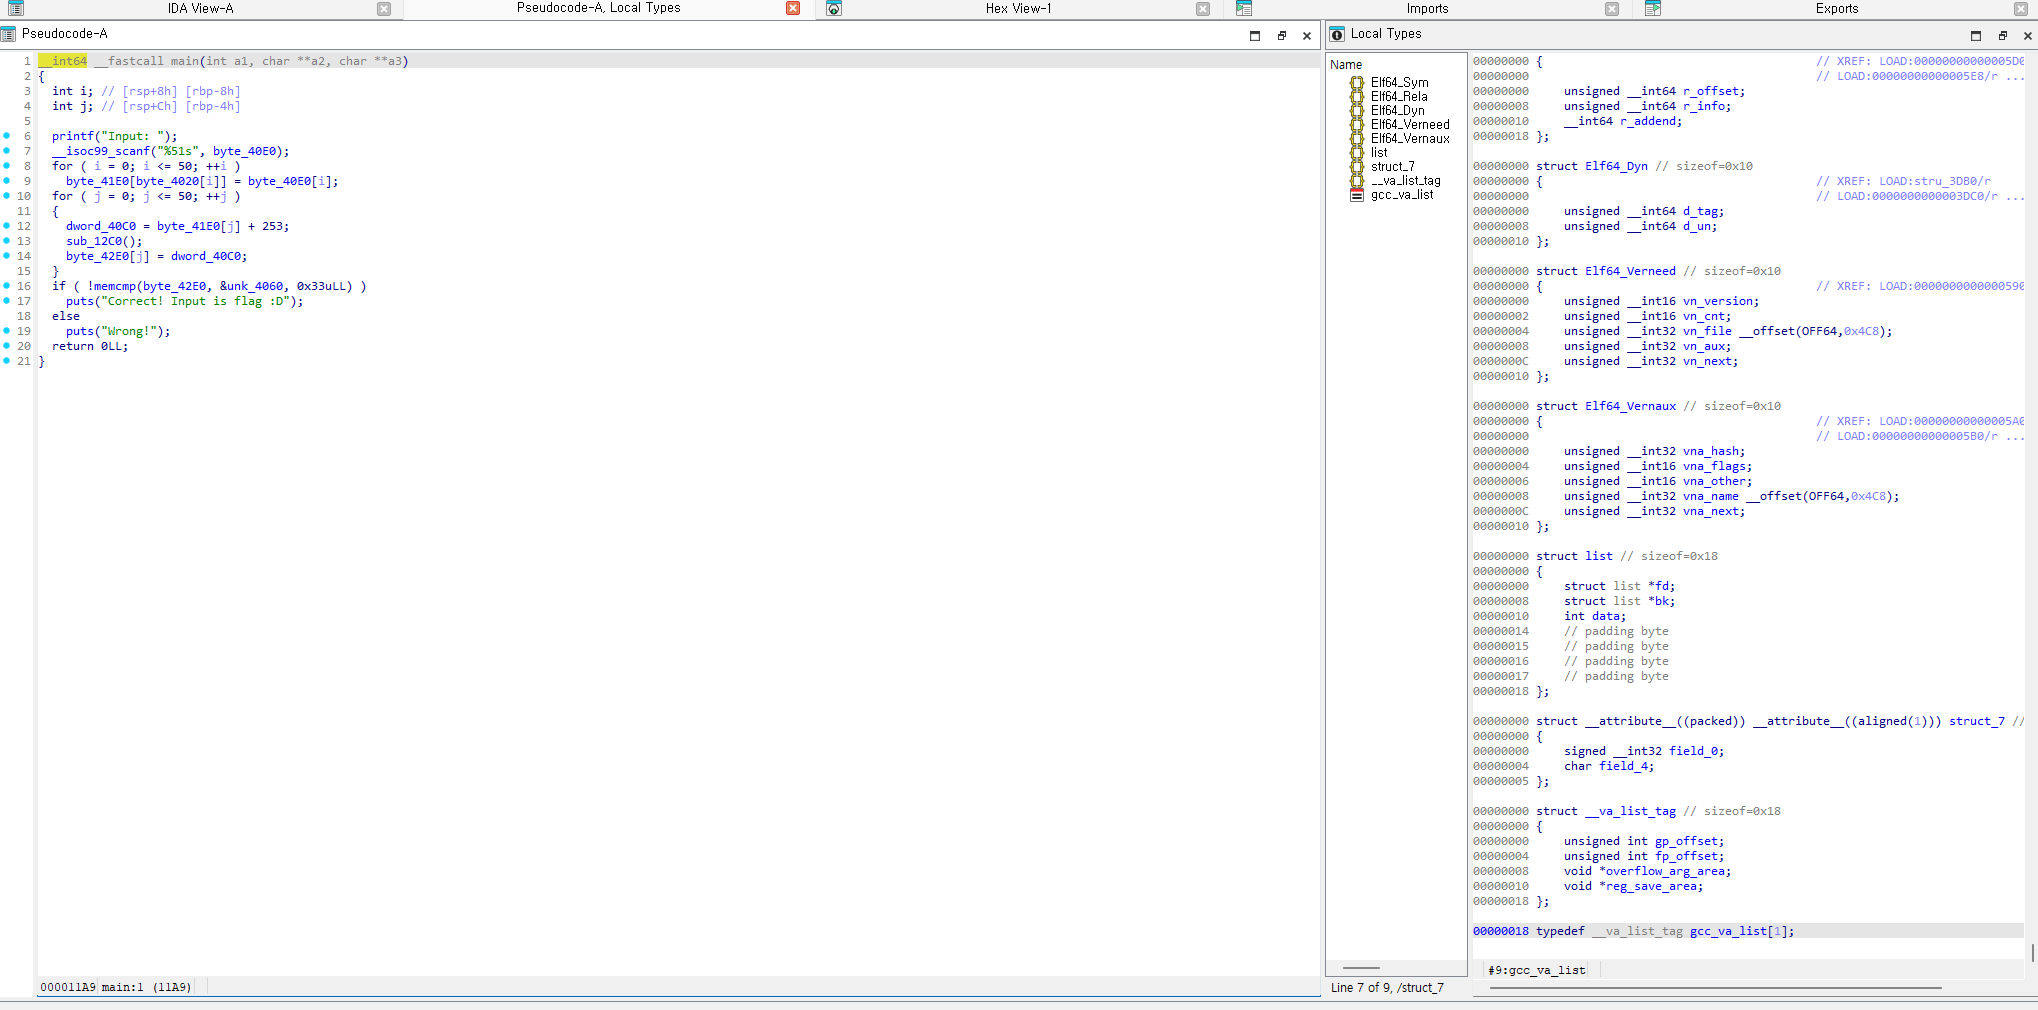 IDA View-A
Pseudocode-A, Local Types
Hex View-1
Imports
Exports
Pseudocode-A
1 __int64 __fastcall main(int a1, char **a2, char **a3)
2 {
3 int i; // [rsp+8h] [rbp-8h]
4 int j; // [rsp+Ch] [rbp-4h]
5
6 printf("Input: ");
7 __isoc99_scanf("%51s", byte_40E0);
8 for ( i = 0; i <= 50; ++i )
9 byte_41E0[byte_4020[i]] = byte_40E0[i];
10 for ( j = 0; j <= 50; ++j )
11 {
12 dword_40C0 = byte_41E0[j] + 253;
13 sub_12C0();
14 byte_42E0[j] = dword_40C0;
15 }
16 if ( !memcmp(byte_42E0, &unk_4060, 0x33uLL) )
17 puts("Correct! Input is flag :D");
18 else
19 puts("Wrong!");
20 return 0LL;
21 }
000011A9 main:1 (11A9)
Local Types
Name
Elf64_Sym
Elf64_Rela
Elf64_Dyn
Elf64_Verneed
Elf64_Vernaux
list
struct_7
__va_list_tag
gcc_va_list
Line 7 of 9, /struct_7
00000000 { // XREF: LOAD:00000000000005D0
00000000 // LOAD:00000000000005E8/r ...
00000000 unsigned __int64 r_offset;
00000008 unsigned __int64 r_info;
00000010 __int64 r_addend;
00000018 };
00000000 struct Elf64_Dyn // sizeof=0x10
00000000 { // XREF: LOAD:stru_3DB0/r
00000000 // LOAD:0000000000003DC0/r ...
00000000 unsigned __int64 d_tag;
00000008 unsigned __int64 d_un;
00000010 };
00000000 struct Elf64_Verneed // sizeof=0x10
00000000 { // XREF: LOAD:0000000000000590
00000000 unsigned __int16 vn_version;
00000002 unsigned __int16 vn_cnt;
00000004 unsigned __int32 vn_file __offset(OFF64,0x4C8);
00000008 unsigned __int32 vn_aux;
0000000C unsigned __int32 vn_next;
00000010 };
00000000 struct Elf64_Vernaux // sizeof=0x10
00000000 { // XREF: LOAD:00000000000005A0
00000000 // LOAD:00000000000005B0/r ...
00000000 unsigned __int32 vna_hash;
00000004 unsigned __int16 vna_flags;
00000006 unsigned __int16 vna_other;
00000008 unsigned __int32 vna_name __offset(OFF64,0x4C8);
0000000C unsigned __int32 vna_next;
00000010 };
00000000 struct list // sizeof=0x18
00000000 {
00000000 struct list *fd;
00000008 struct list *bk;
00000010 int data;
00000014 // padding byte
00000015 // padding byte
00000016 // padding byte
00000017 // padding byte
00000018 };
00000000 struct __attribute__((packed)) __attribute__((aligned(1))) struct_7 //
00000000 {
00000000 signed __int32 field_0;
00000004 char field_4;
00000005 };
00000000 struct __va_list_tag // sizeof=0x18
00000000 {
00000000 unsigned int gp_offset;
00000004 unsigned int fp_offset;
00000008 void *overflow_arg_area;
00000010 void *reg_save_area;
00000018 };
00000018 typedef __va_list_tag gcc_va_list[1];
#9:gcc_va_list